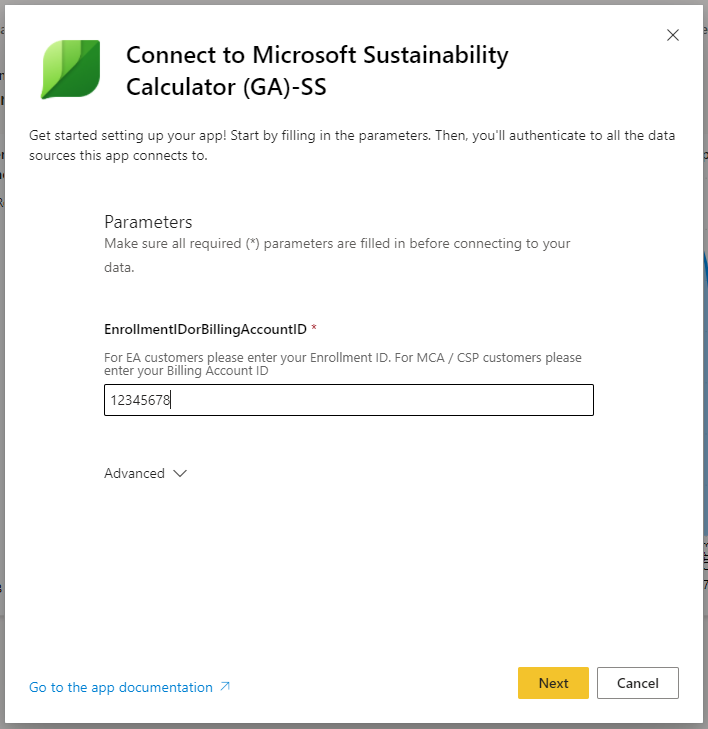 Connect to Microsoft Sustainability
Calculator (GA)-SS
Get started setting up your app! Start by filling in the parameters. Then, you'll authenticate to all the data
sources this app connects to.
Parameters
Make sure all required (*) parameters are filled in before connecting to your
data.
EnrollmentIDorBillingAccountID *
For EA customers please enter your Enrollment ID. For MCA / CSP customers please
enter your Billing Account ID
12345678
Advanced
Go to the app documentation
Next
Cancel